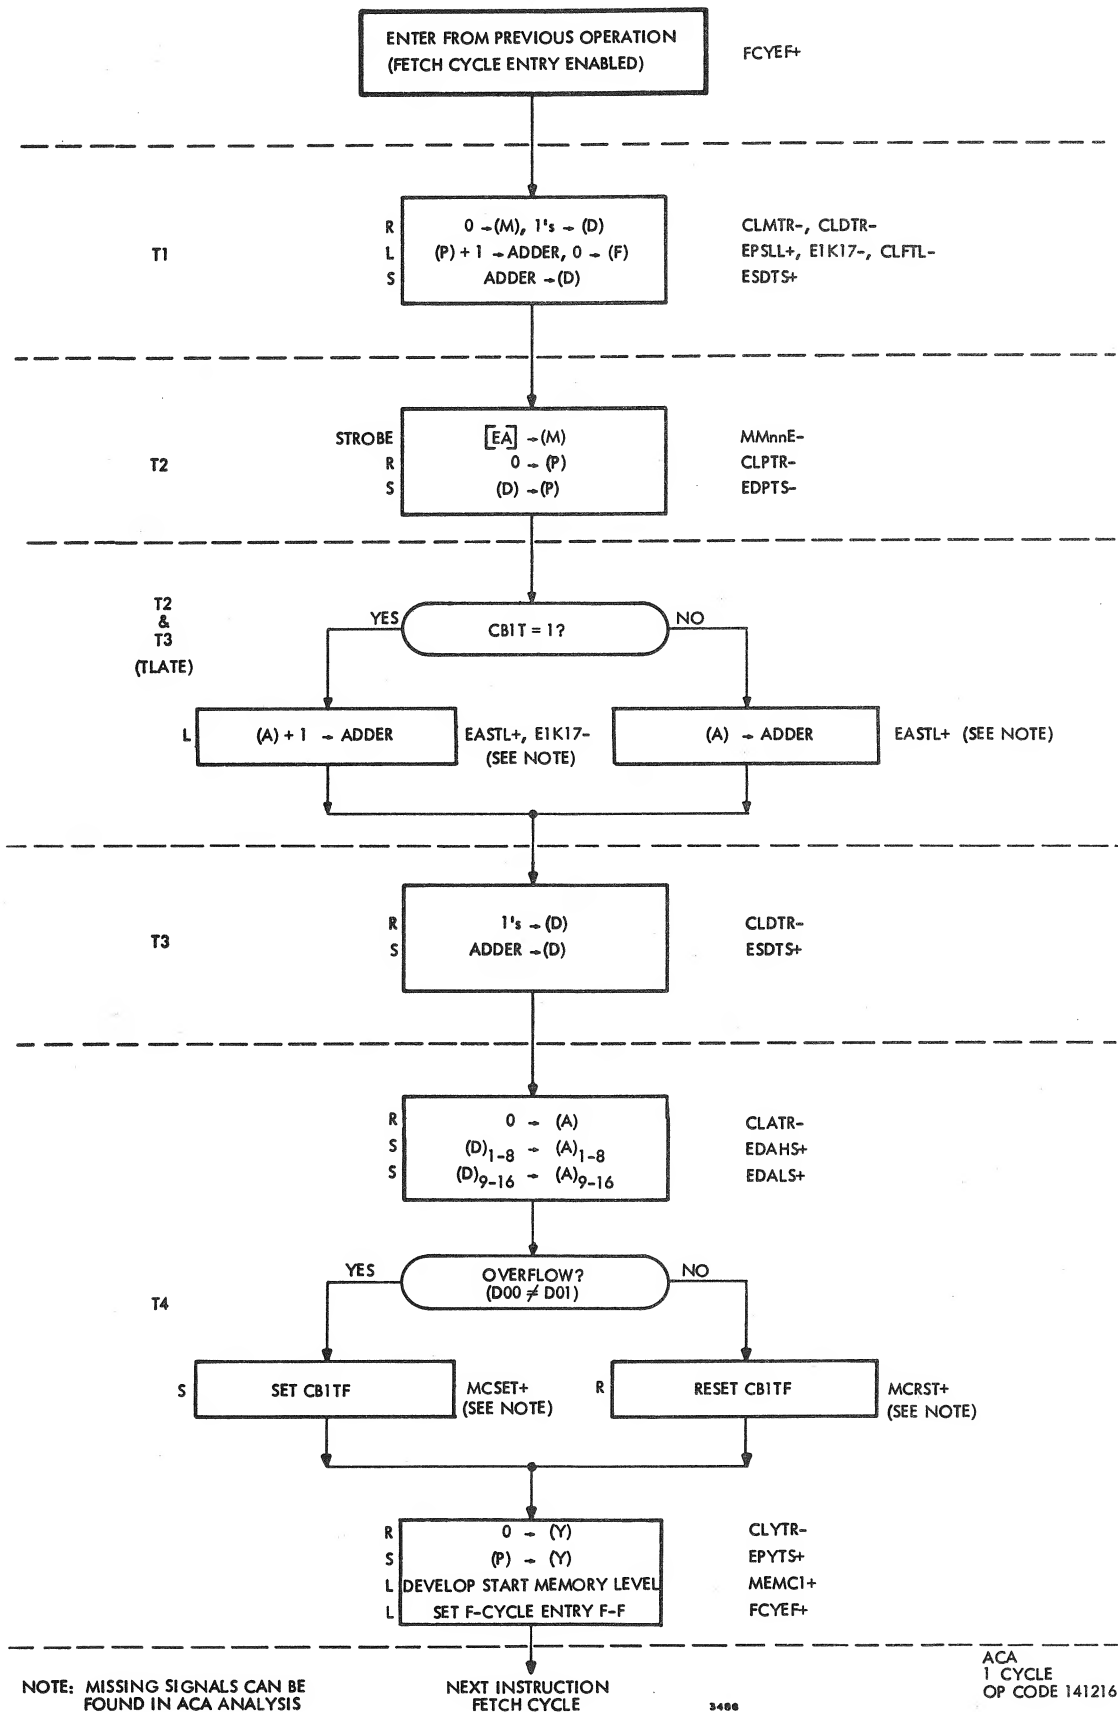 ENTER FROM PREVIOUS OPERATION
(FETCH CYCLE ENTRY ENABLED)
FCYEF+
T1
R
0 → (M), 1's → (D)
CLMTR-, CLDTR-
L
(P) + 1 → ADDER, 0 → (F)
EPSLL+, E1K17-, CLFTL-
S
ADDER → (D)
ESDTS+
T2
STROBE
[EA] → (M)
MMnnE-
R
0 → (P)
CLPTR-
S
(D) → (P)
EDPTS-
T2
&
T3
(TLATE)
YES
CB1T = 1?
NO
L
(A) + 1 → ADDER
EASTL+, E1K17-
(SEE NOTE)
(A) → ADDER
EASTL+ (SEE NOTE)
T3
R
1's → (D)
CLDTR-
S
ADDER → (D)
ESDTS+
R
0 → (A)
CLATR-
S
(D)1-8 → (A)1-8
EDAHS+
S
(D)9-16 → (A)9-16
EDALS+
T4
YES
OVERFLOW?
(D00 ≠ D01)
NO
S
SET CB1TF
MCSET+
(SEE NOTE)
R
RESET CB1TF
MCRST+
(SEE NOTE)
R
0 → (Y)
CLYTR-
S
(P) → (Y)
EPYTS+
L
DEVELOP START MEMORY LEVEL
MEMC1+
L
SET F-CYCLE ENTRY F-F
FCYEF+
NOTE: MISSING SIGNALS CAN BE
FOUND IN ACA ANALYSIS
NEXT INSTRUCTION
FETCH CYCLE
3466
ACA
1 CYCLE
OP CODE 141216